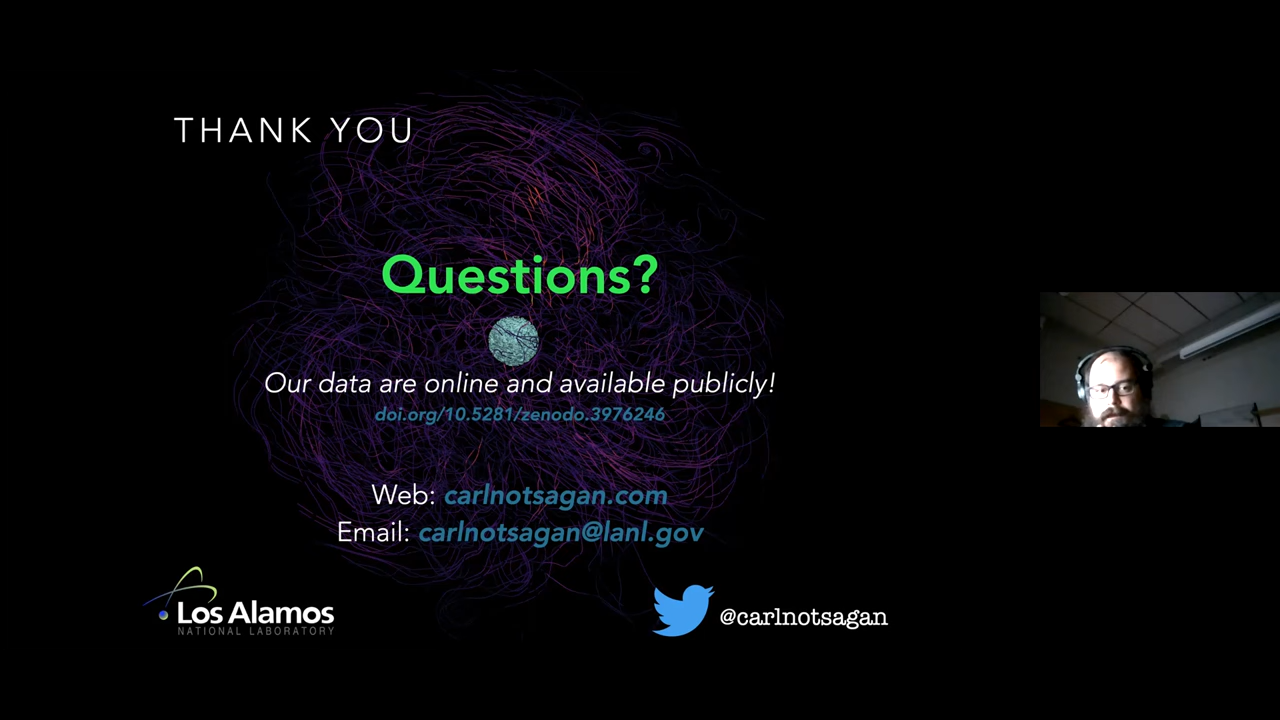 THANK YOU
Questions?
Our data are online and available publicly!
doi.org/10.5281/zenodo.3976246
Web: carlnotsagan.com
Email: carlnotsagan@lanl.gov
Los Alamos
NATIONAL LABORATORY
@carlnotsagan